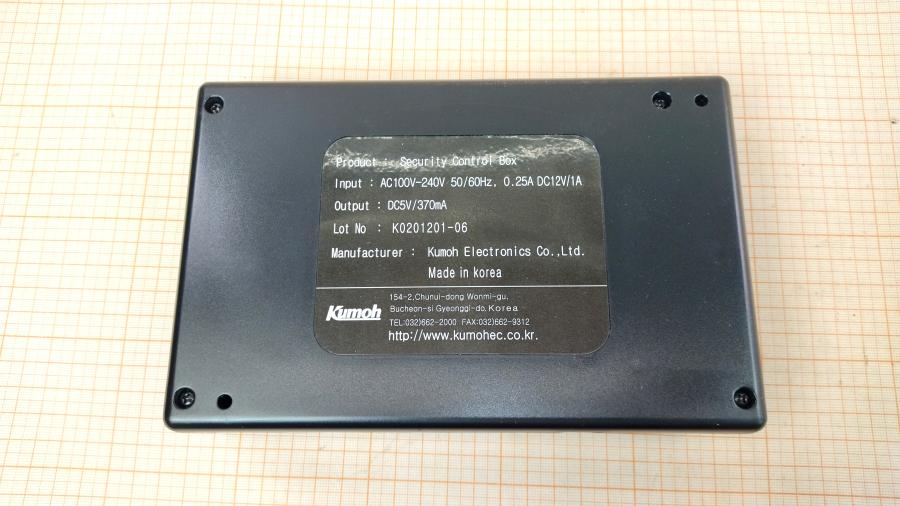 Product : Security Control Box
Input : AC100V-240V 50/60Hz, 0.25A DC12V/1A
Output : DC5V/370mA
Lot No : K0201201-06
Manufacturer : Kumoh Electronics Co.,Ltd.
Made in korea
Kumoh
154-2,Chunui-dong Wonmi-gu,
Bucheon-si Gyeonggi-do, Korea
TEL:032)662-2000 FAX:032)662-9312
http://www.kumohec.co.kr.